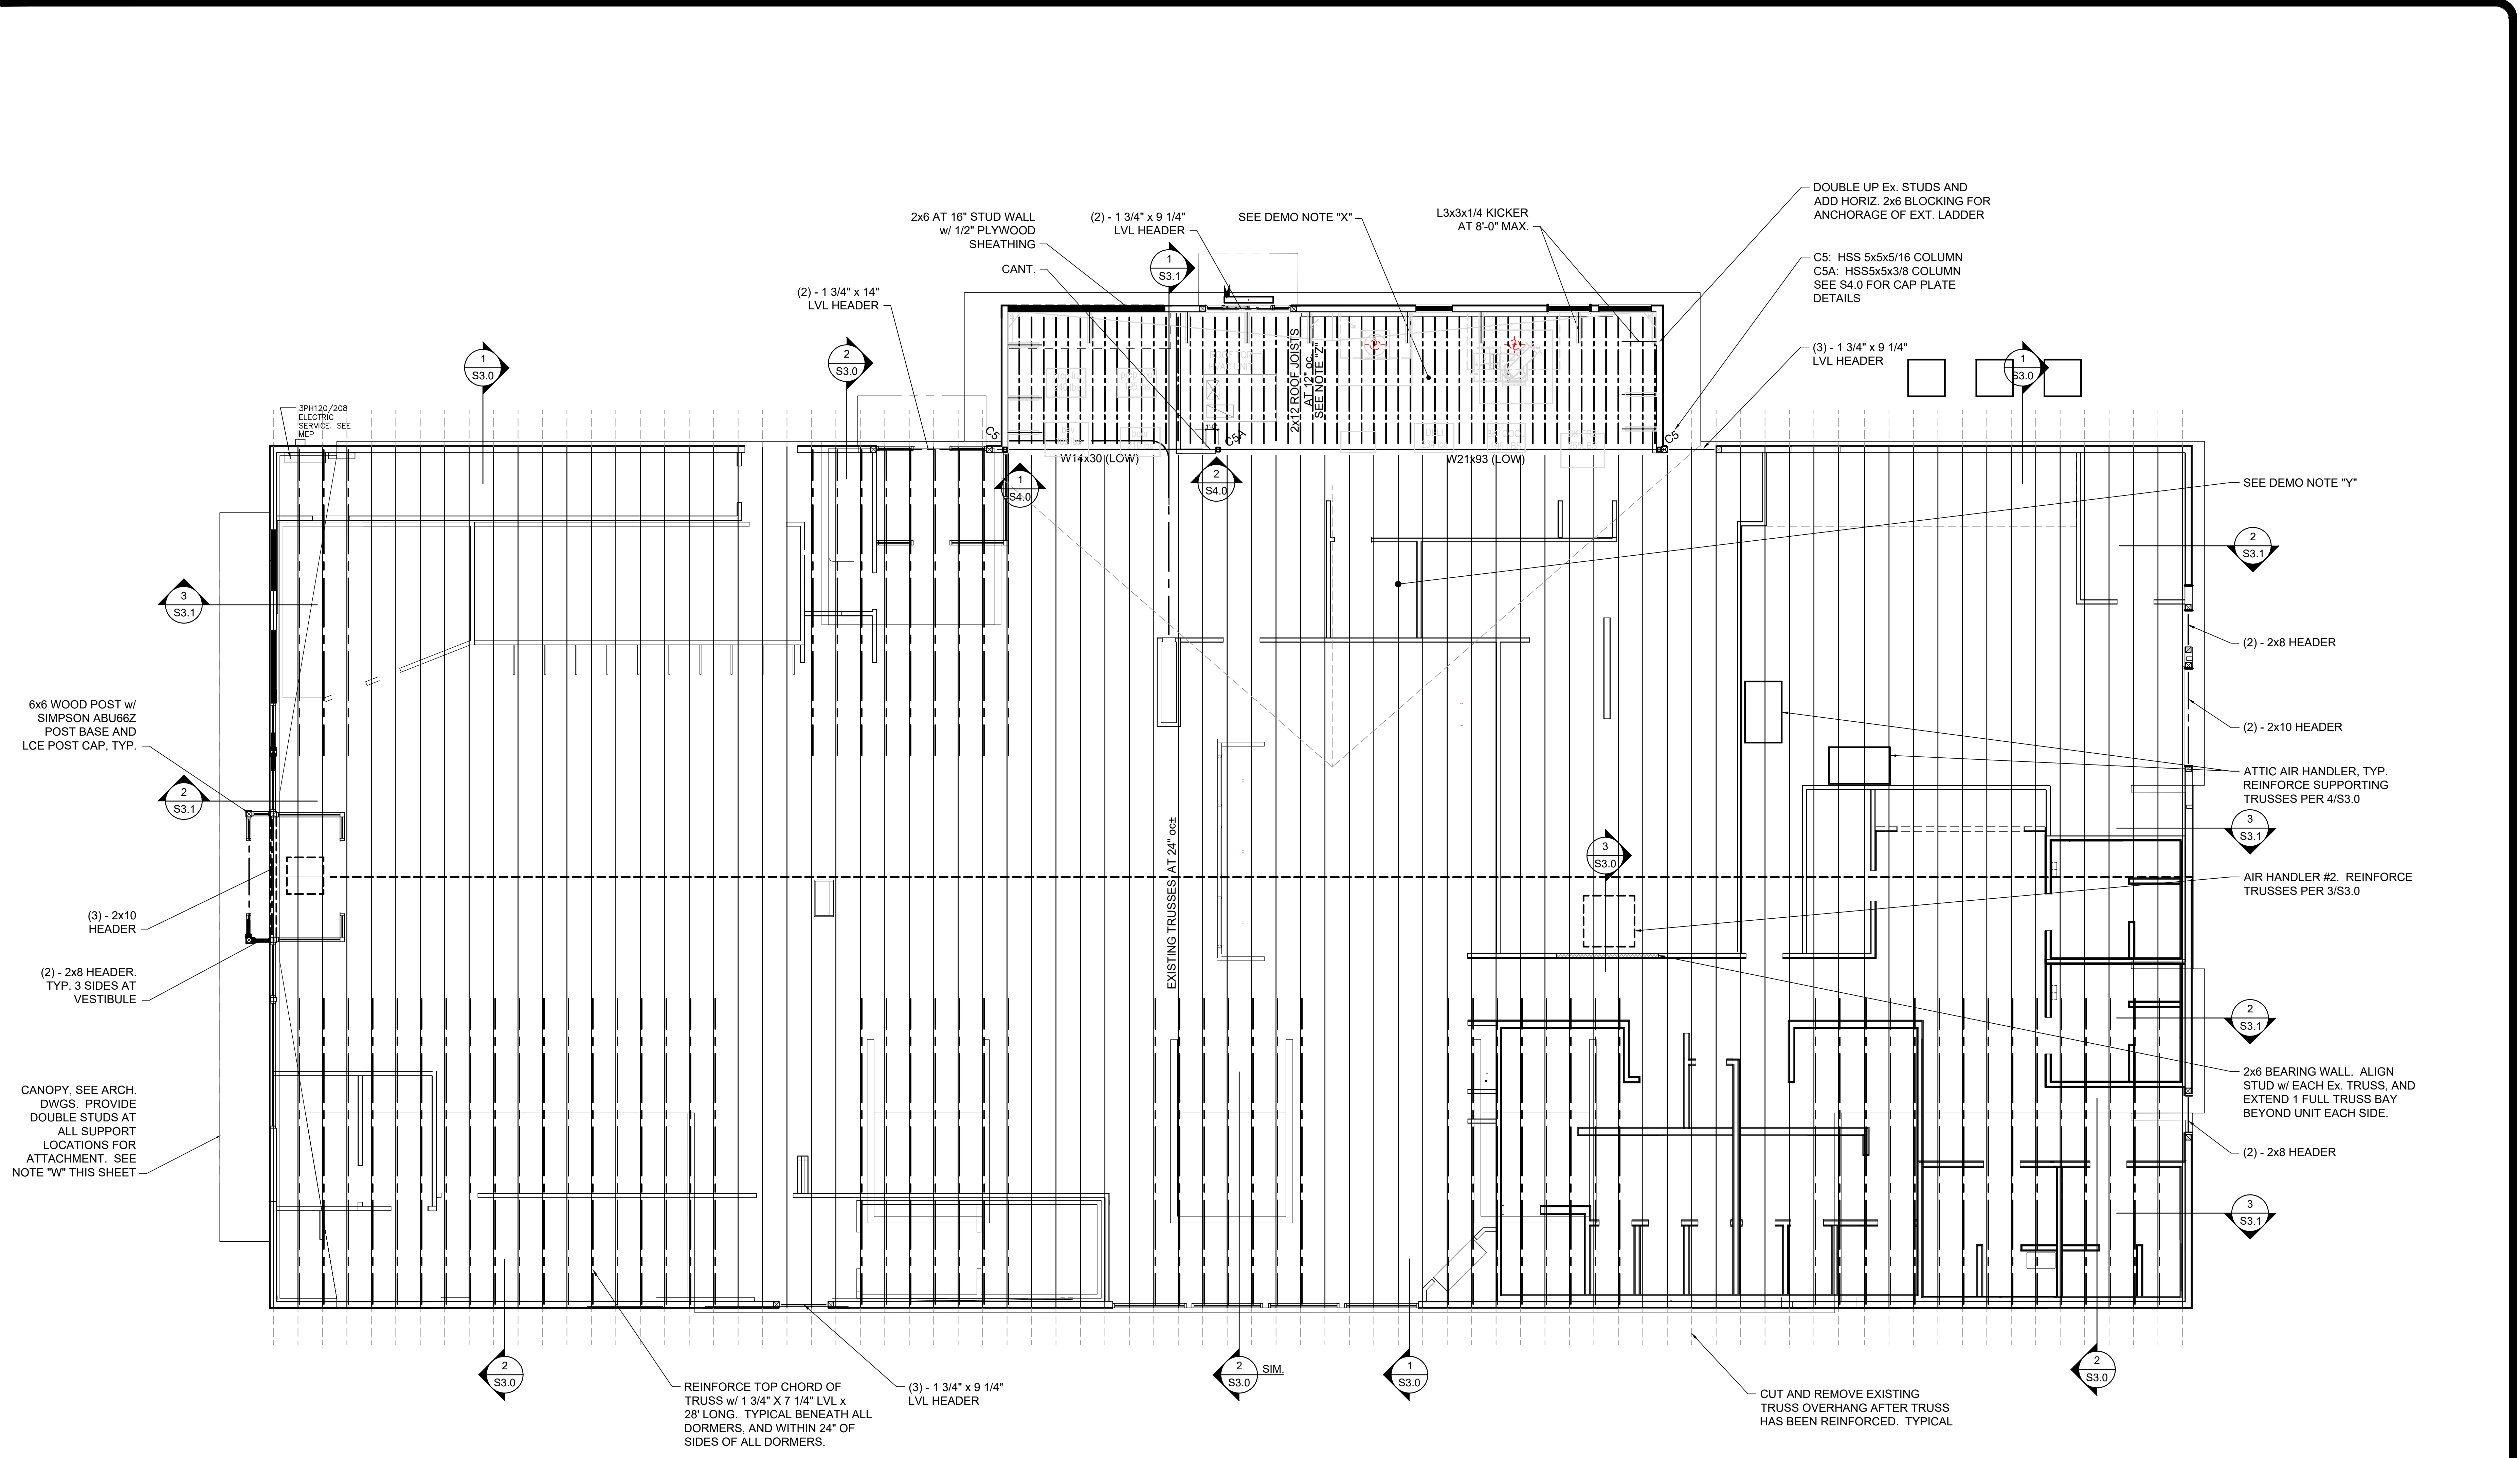 DOUBLE UP Ex. STUDS AND
ADD HORIZ. 2x6 BLOCKING FOR
ANCHORAGE OF EXT. LADDER
2x6 AT 16" STUD WALL
w/ 1/2" PLYWOOD
SHEATHING
(2) - 1 3/4" x 9 1/4"
LVL HEADER
SEE DEMO NOTE "X"
L3x3x1/4 KICKER
AT 8'-0" MAX.
CANT.
1
S3.1
C5: HSS 5x5x5/16 COLUMN
C5A: HSS5x5x3/8 COLUMN
SEE S4.0 FOR CAP PLATE
DETAILS
(2) - 1 3/4" x 14"
LVL HEADER
1
S3.0
2
S3.0
(3) - 1 3/4" x 9 1/4"
LVL HEADER
1
S3.0
2x12 ROOF JOISTS
AT 12" oc.
SEE NOTE "Z"
3PH120/208
ELECTRIC
SERVICE. SEE
MEP
C5
C5A
C5
W14x30 (LOW)
W21x93 (LOW)
1
S4.0
2
S4.0
SEE DEMO NOTE "Y"
2
S3.1
3
S3.1
(2) - 2x8 HEADER
6x6 WOOD POST w/
SIMPSON ABU66Z
POST BASE AND
LCE POST CAP, TYP.
(2) - 2x10 HEADER
2
S3.1
ATTIC AIR HANDLER, TYP.
REINFORCE SUPPORTING
TRUSSES PER 4/S3.0
3
S3.1
EXISTING TRUSSES AT 24" oc±
3
S3.0
AIR HANDLER #2. REINFORCE
TRUSSES PER 3/S3.0
(3) - 2x10
HEADER
(2) - 2x8 HEADER.
TYP. 3 SIDES AT
VESTIBULE
2
S3.1
CANOPY, SEE ARCH.
DWGS. PROVIDE
DOUBLE STUDS AT
ALL SUPPORT
LOCATIONS FOR
ATTACHMENT. SEE
NOTE "W" THIS SHEET
2x6 BEARING WALL. ALIGN
STUD w/ EACH Ex. TRUSS, AND
EXTEND 1 FULL TRUSS BAY
BEYOND UNIT EACH SIDE.
(2) - 2x8 HEADER
3
S3.1
2
S3.0
2
S3.0
SIM.
1
S3.0
2
S3.0
REINFORCE TOP CHORD OF
TRUSS w/ 1 3/4" X 7 1/4" LVL x
28' LONG. TYPICAL BENEATH ALL
DORMERS, AND WITHIN 24" OF
SIDES OF ALL DORMERS.
(3) - 1 3/4" x 9 1/4"
LVL HEADER
CUT AND REMOVE EXISTING
TRUSS OVERHANG AFTER TRUSS
HAS BEEN REINFORCED. TYPICAL